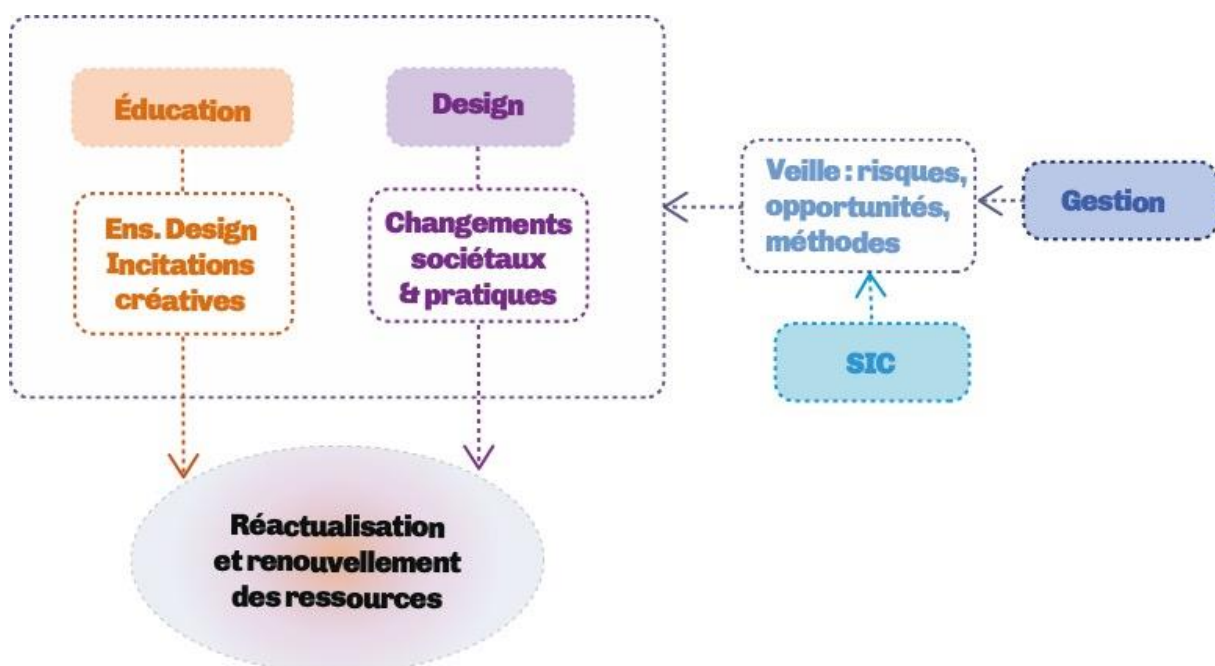 Éducation
Design
Ens. Design
Incitations
créatives
Changements
sociétaux
& pratiques
Veille : risques,
opportunités,
méthodes
Gestion
SIC
Réactualisation
et renouvellement
des ressources